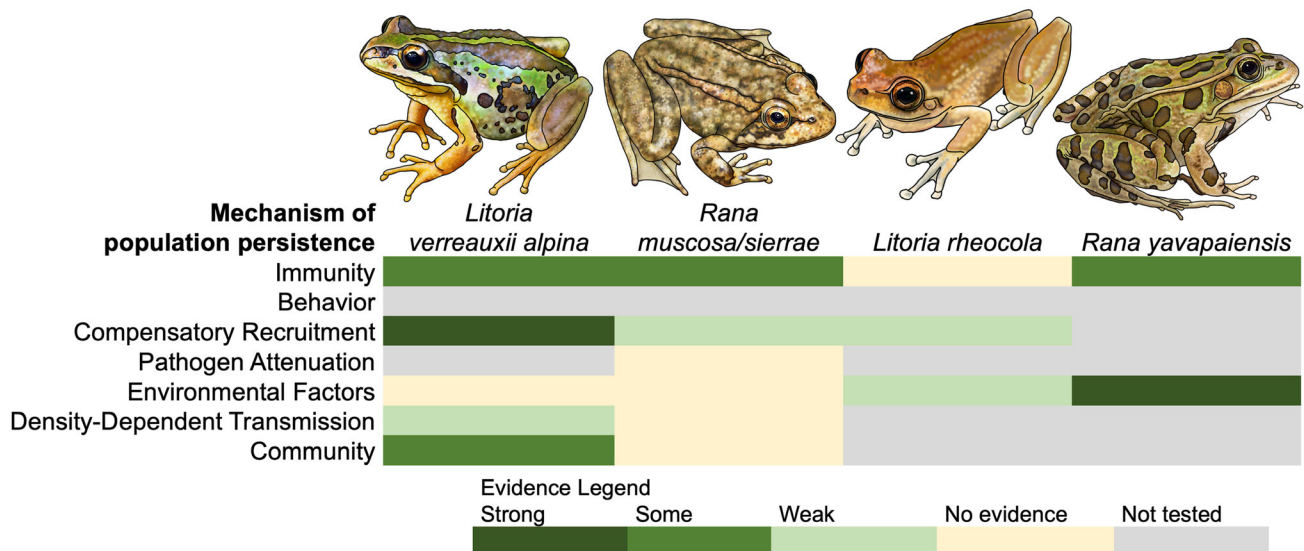 Mechanism of
population persistence
Litoria
verreauxii alpina
Rana
muscosa/sierrae
Litoria rheocola
Rana yavapaiensis
Immunity
Behavior
Compensatory Recruitment
Pathogen Attenuation
Environmental Factors
Density-Dependent Transmission
Community
Evidence Legend
Strong Some Weak No evidence Not tested